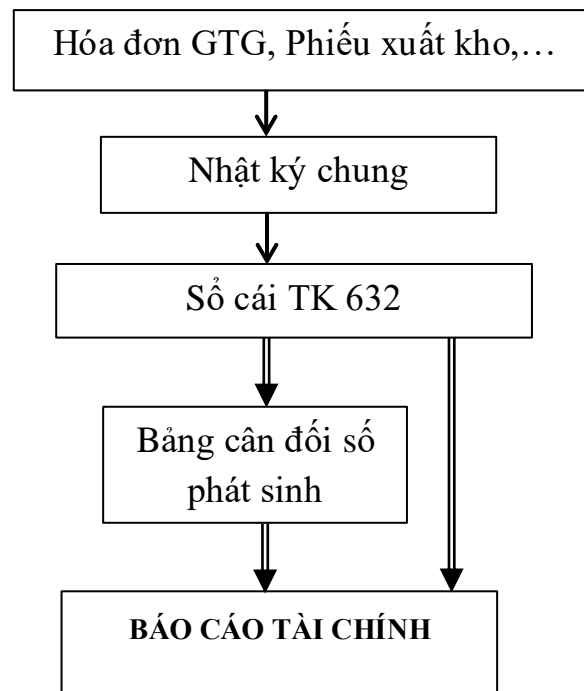 Hóa đơn GTG, Phiếu xuất kho,…
Nhật ký chung
Sổ cái TK 632
Bảng cân đối số
phát sinh
BÁO CÁO TÀI CHÍNH